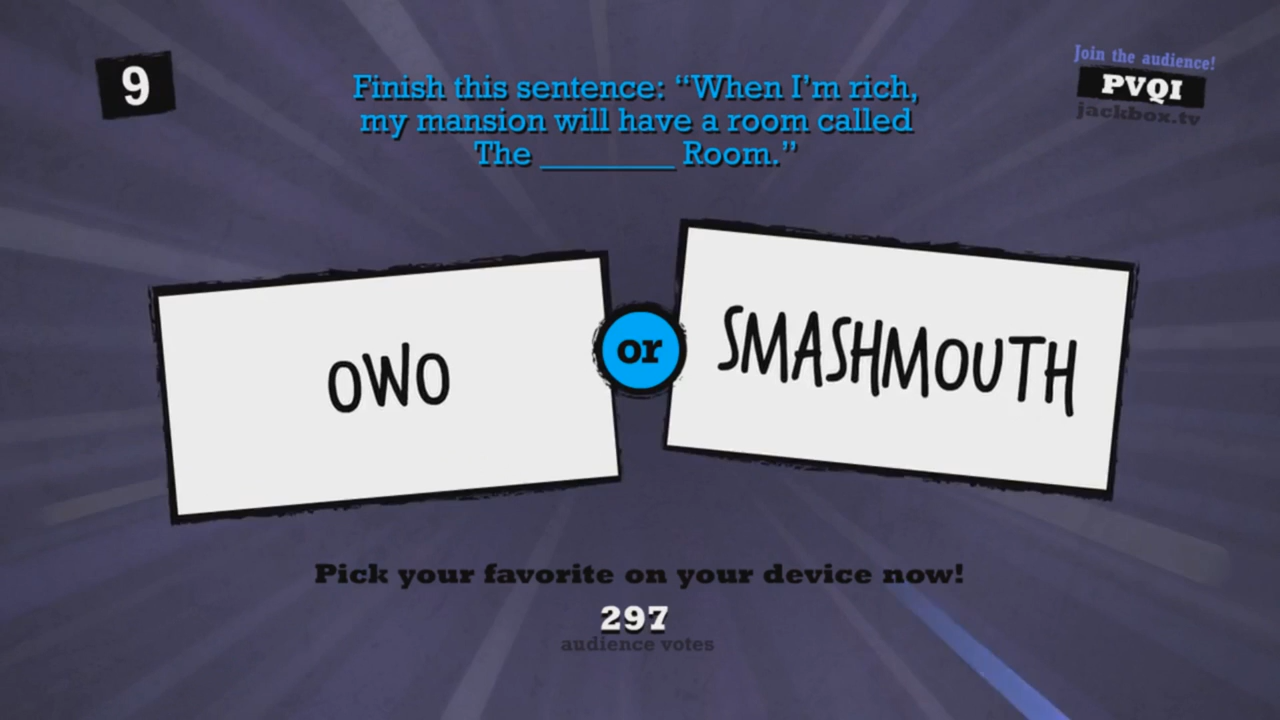 9
Finish this sentence: “When I’m rich,
my mansion will have a room called
The ________ Room.”
Join the audience!
PVQI
jackbox.tv
OWO
or
SMASHMOUTH
Pick your favorite on your device now!
297
audience votes